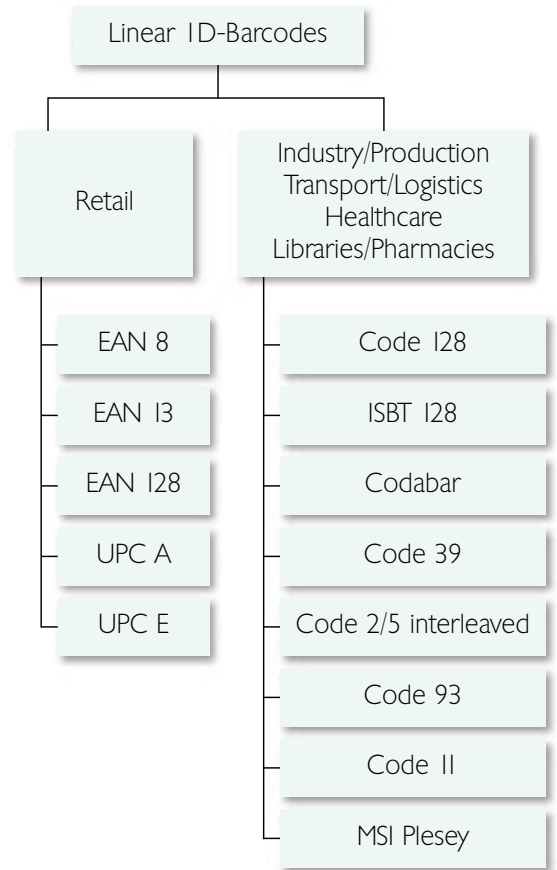 Linear 1D-Barcodes
Retail
Industry/Production
Transport/Logistics
Healthcare
Libraries/Pharmacies
EAN 8
EAN 13
EAN 128
UPC A
UPC E
Code 128
ISBT 128
Codabar
Code 39
Code 2/5 interleaved
Code 93
Code 11
MSI Plesey